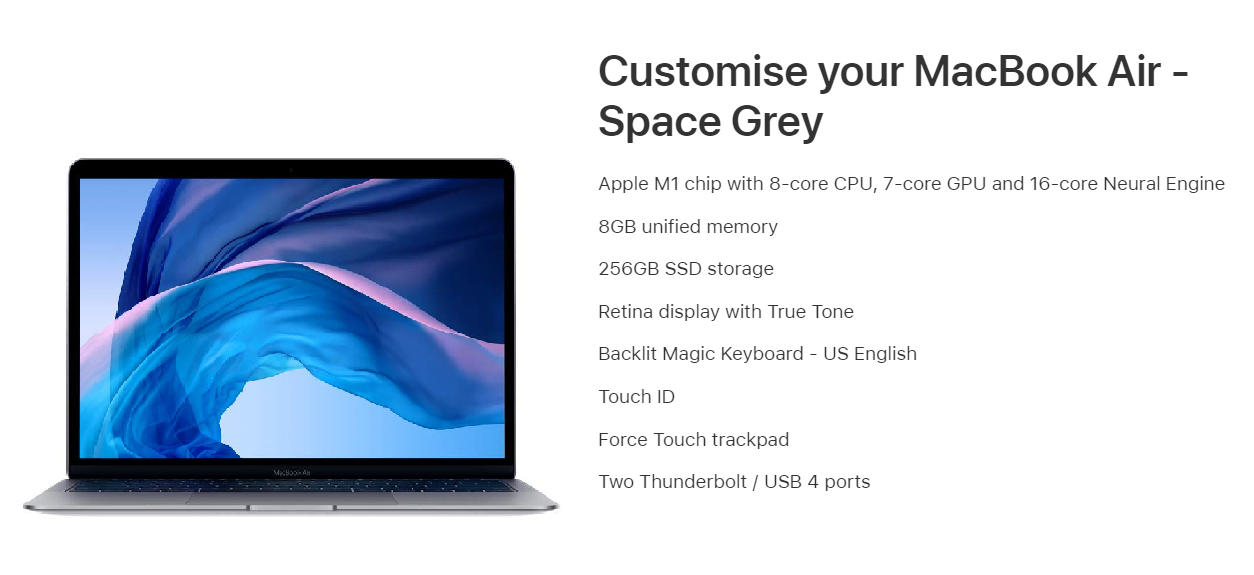 Customise your MacBook Air -
Space Grey
Apple M1 chip with 8-core CPU, 7-core GPU and 16-core Neural Engine
8GB unified memory
256GB SSD storage
Retina display with True Tone
Backlit Magic Keyboard - US English
Touch ID
Force Touch trackpad
Two Thunderbolt / USB 4 ports
MacBook Air